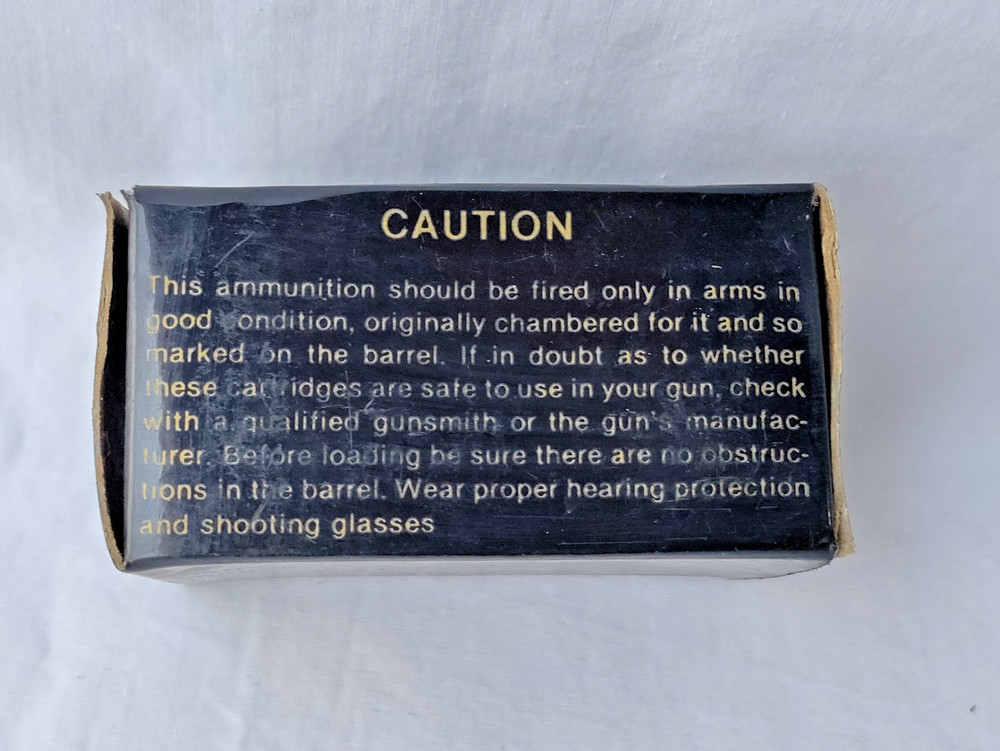 CAUTION
This ammunition should be fired only in arms in
good condition, originally chambered for it and so
marked on the barrel. If in doubt as to whether
these cartridges are safe to use in your gun, check
with a qualified gunsmith or the gun's manufac-
turer. Before loading be sure there are no obstruc-
tions in the barrel. Wear proper hearing protection
and shooting glasses